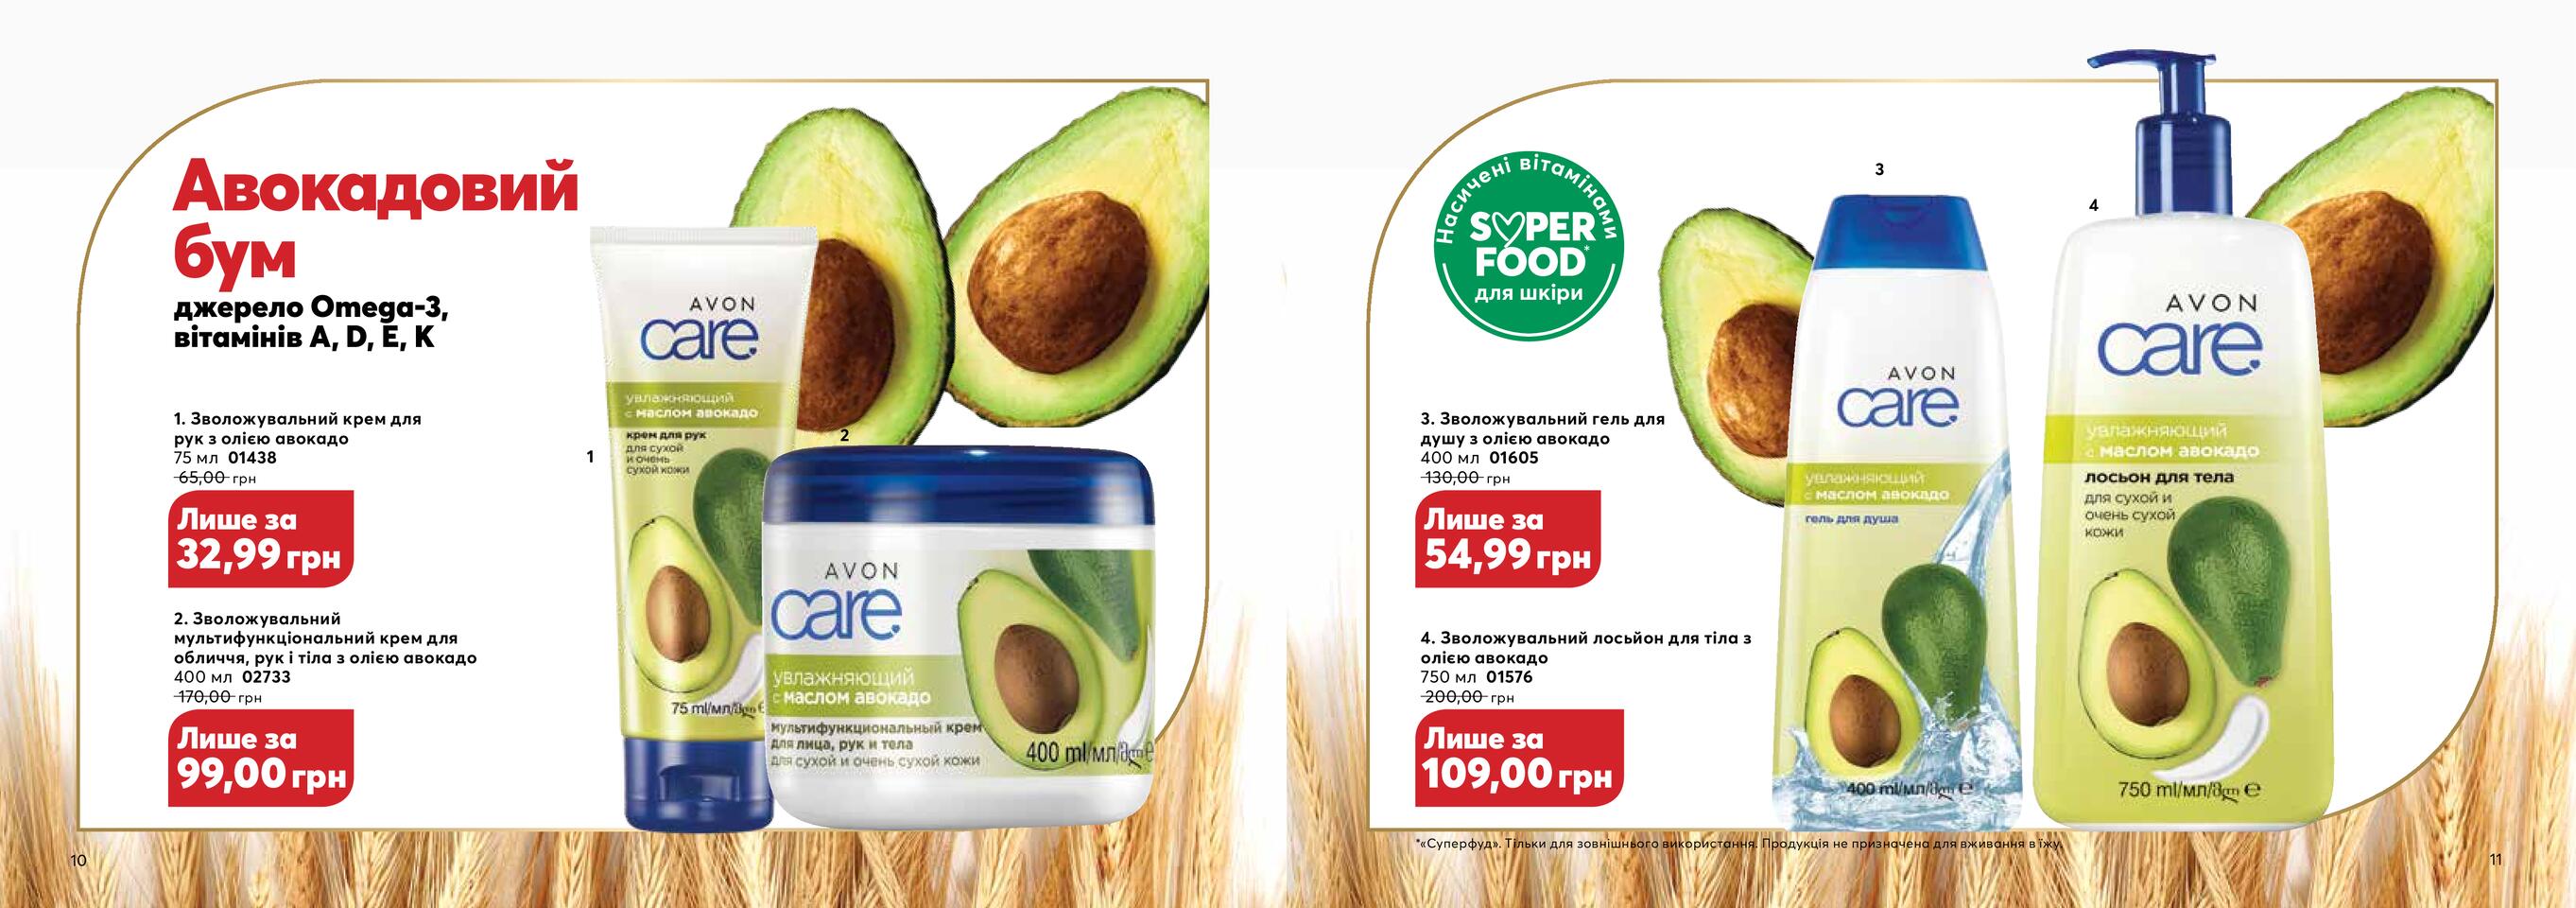 Авокадовий
бум
джерело Omega-3,
вітамінів A, D, E, K
1. Зволожувальний крем для
рук з олією авокадо
75 мл 01438
65,00 грн
Лише за
32,99 грн
2. Зволожувальний
мультифункціональний крем для
обличчя, рук і тіла з олією авокадо
400 мл 02733
170,00 грн
Лише за
99,00 грн
1
AVON
care
увлажняющий
с маслом авокадо
крем для рук
для сухой
и очень
сухой кожи
75 ml/мл
2
AVON
care
увлажняющий
с маслом авокадо
мультифункциональный крем
для лица, рук и тела
для сухой и очень сухой кожи
400 ml/мл
10
Насичені вітамінами
SUPER
FOOD*
для шкіри
3. Зволожувальний гель для
душу з олією авокадо
400 мл 01605
130,00 грн
Лише за
54,99 грн
4. Зволожувальний лосьйон для тіла з
олією авокадо
750 мл 01576
200,00 грн
Лише за
109,00 грн
3
AVON
care
увлажняющий
с маслом авокадо
гель для душа
400 ml/мл
4
AVON
care
увлажняющий
с маслом авокадо
лосьон для тела
для сухой и
очень сухой
кожи
750 ml/мл
*«Суперфуд». Тільки для зовнішнього використання. Продукція не призначена для вживання в їжу.
11